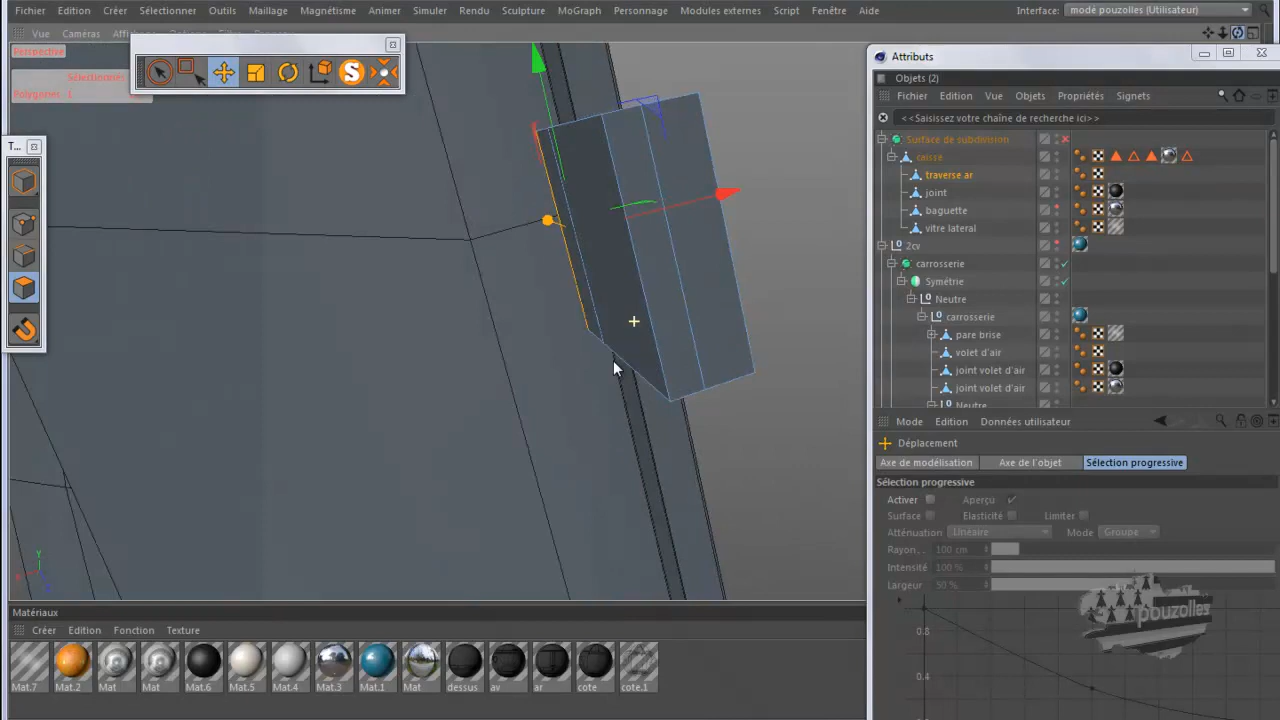 Fichier Edition Créer Sélectionner Outils Maillage Magnétisme Animer Simuler Rendu Sculpture MoGraph Personnage Modules externes Script Fenêtre Aide Interface: modé pouzolles (Utilisateur)
Vue Caméras
Perspective
Sélectionner
Polygones 1
T...
Attributs
Objets (2)
Fichier Edition Vue Objets Propriétés Signets
<<Saisissez votre chaîne de recherche ici>>
Surface de subdivision
caisse
traverse ar
joint
baguette
vitre lateral
2cv
carrosserie
Symétrie
Neutre
carrosserie
pare brise
volet d'air
joint volet d'air
joint volet d'air
Neutre
Mode Edition Données utilisateur
Déplacement
Axe de modélisation Axe de l'objet Sélection progressive
Sélection progressive
Activer Aperçu
Surface Elasticité Limiter
Atténuation Linéaire Mode Groupe
Rayon.. 100 cm
Intensité 100 %
Largeur 50 %
0.8
0.4
pouzolles
Y
Matériaux
Créer Edition Fonction Texture
Mat.7 Mat.2 Mat Mat Mat.6 Mat.5 Mat.4 Mat.3 Mat.1 Mat dessus av ar cote cote.1